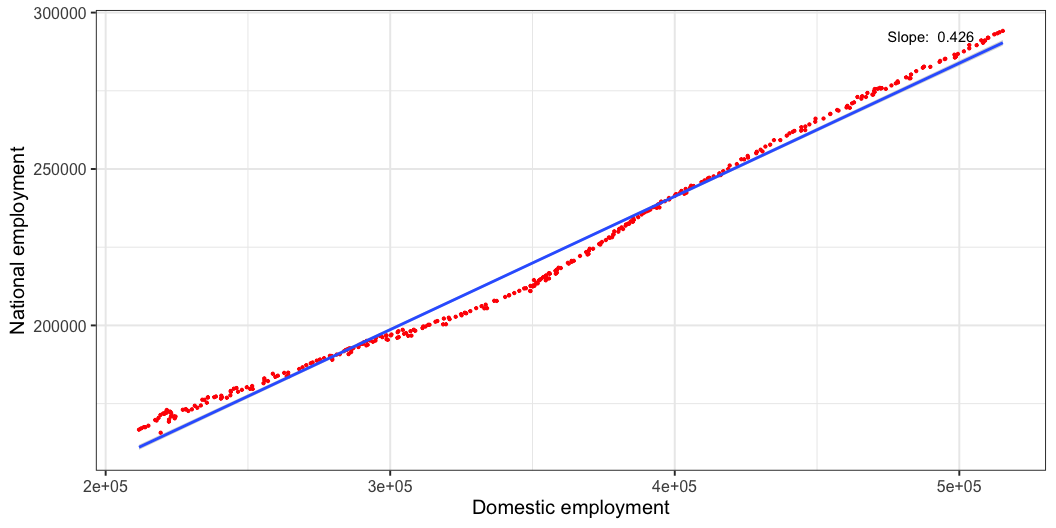 300000
Slope:  0.426
250000
200000
National employment
2e+05 3e+05 4e+05 5e+05
Domestic employment